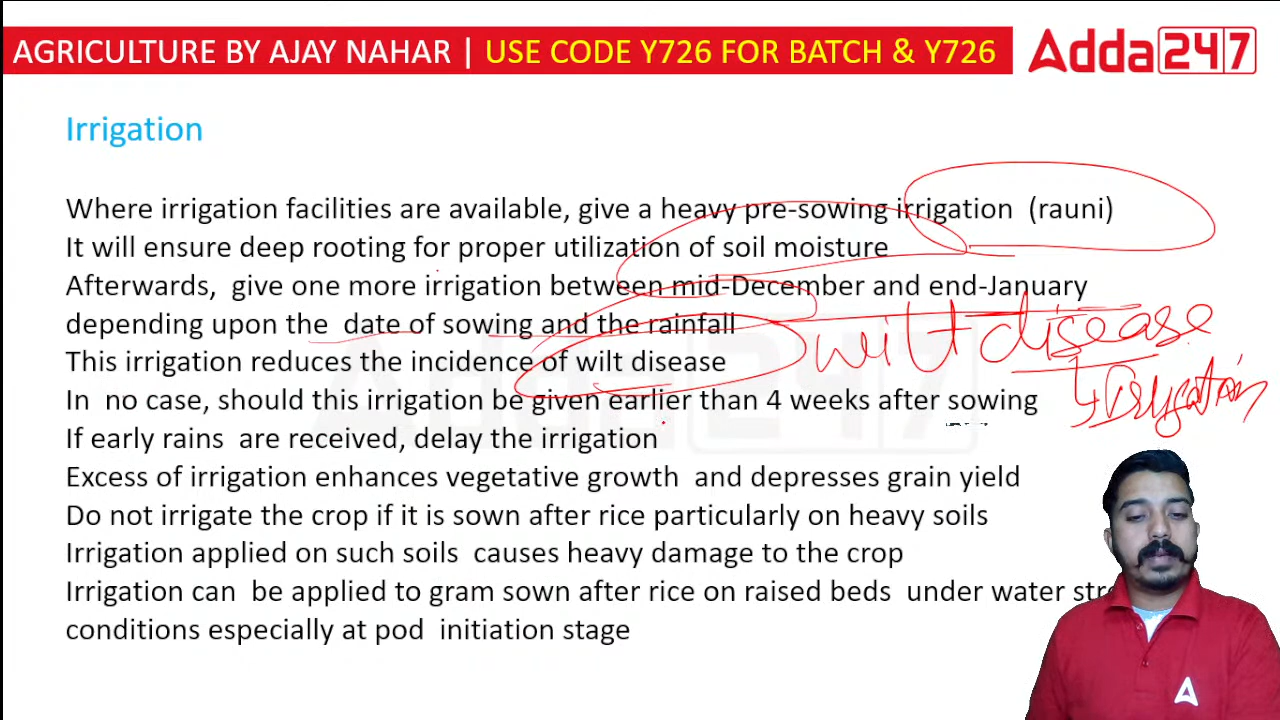 AGRICULTURE BY AJAY NAHAR | USE CODE Y726 FOR BATCH & Y726
Adda247
Irrigation
Where irrigation facilities are available, give a heavy pre-sowing irrigation (rauni)
It will ensure deep rooting for proper utilization of soil moisture
Afterwards, give one more irrigation between mid-December and end-January
depending upon the date of sowing and the rainfall
wilt disease
This irrigation reduces the incidence of wilt disease
Irrigation
In no case, should this irrigation be given earlier than 4 weeks after sowing
If early rains are received, delay the irrigation
Excess of irrigation enhances vegetative growth and depresses grain yield
Do not irrigate the crop if it is sown after rice particularly on heavy soils
Irrigation applied on such soils causes heavy damage to the crop
Irrigation can be applied to gram sown after rice on raised beds under water
conditions especially at pod initiation stage